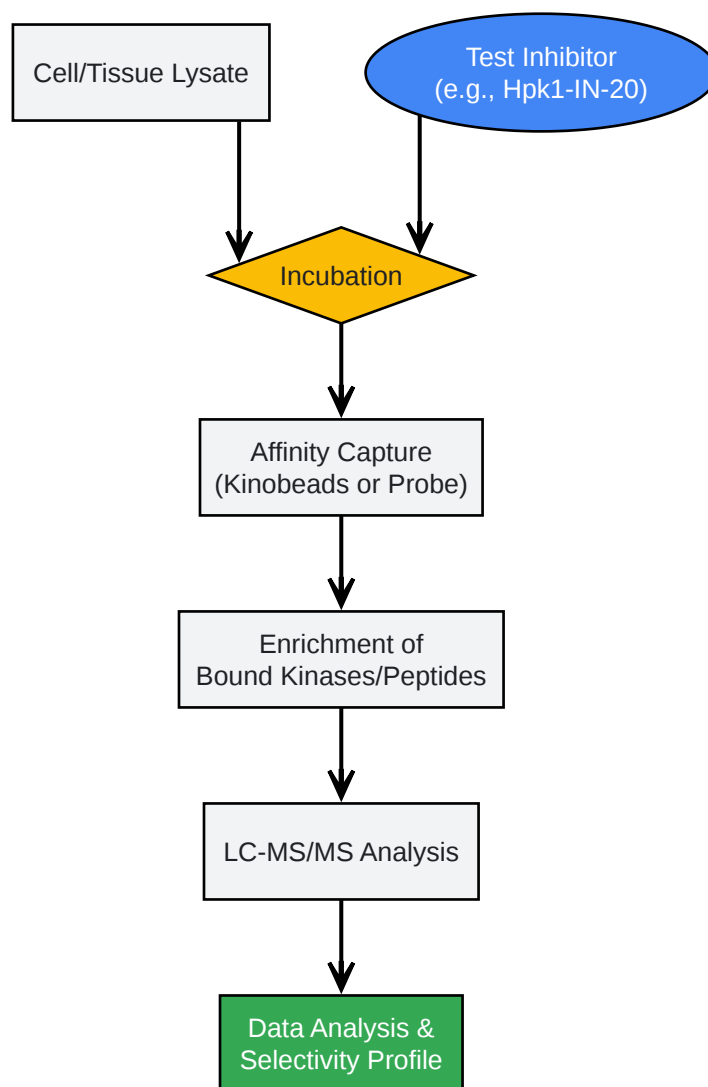 Cell/Tissue Lysate
Test Inhibitor
(e.g., Hpk1-IN-20)
Incubation
Affinity Capture
(Kinobeads or Probe)
Enrichment of
Bound Kinases/Peptides
LC-MS/MS Analysis
Data Analysis &
Selectivity Profile